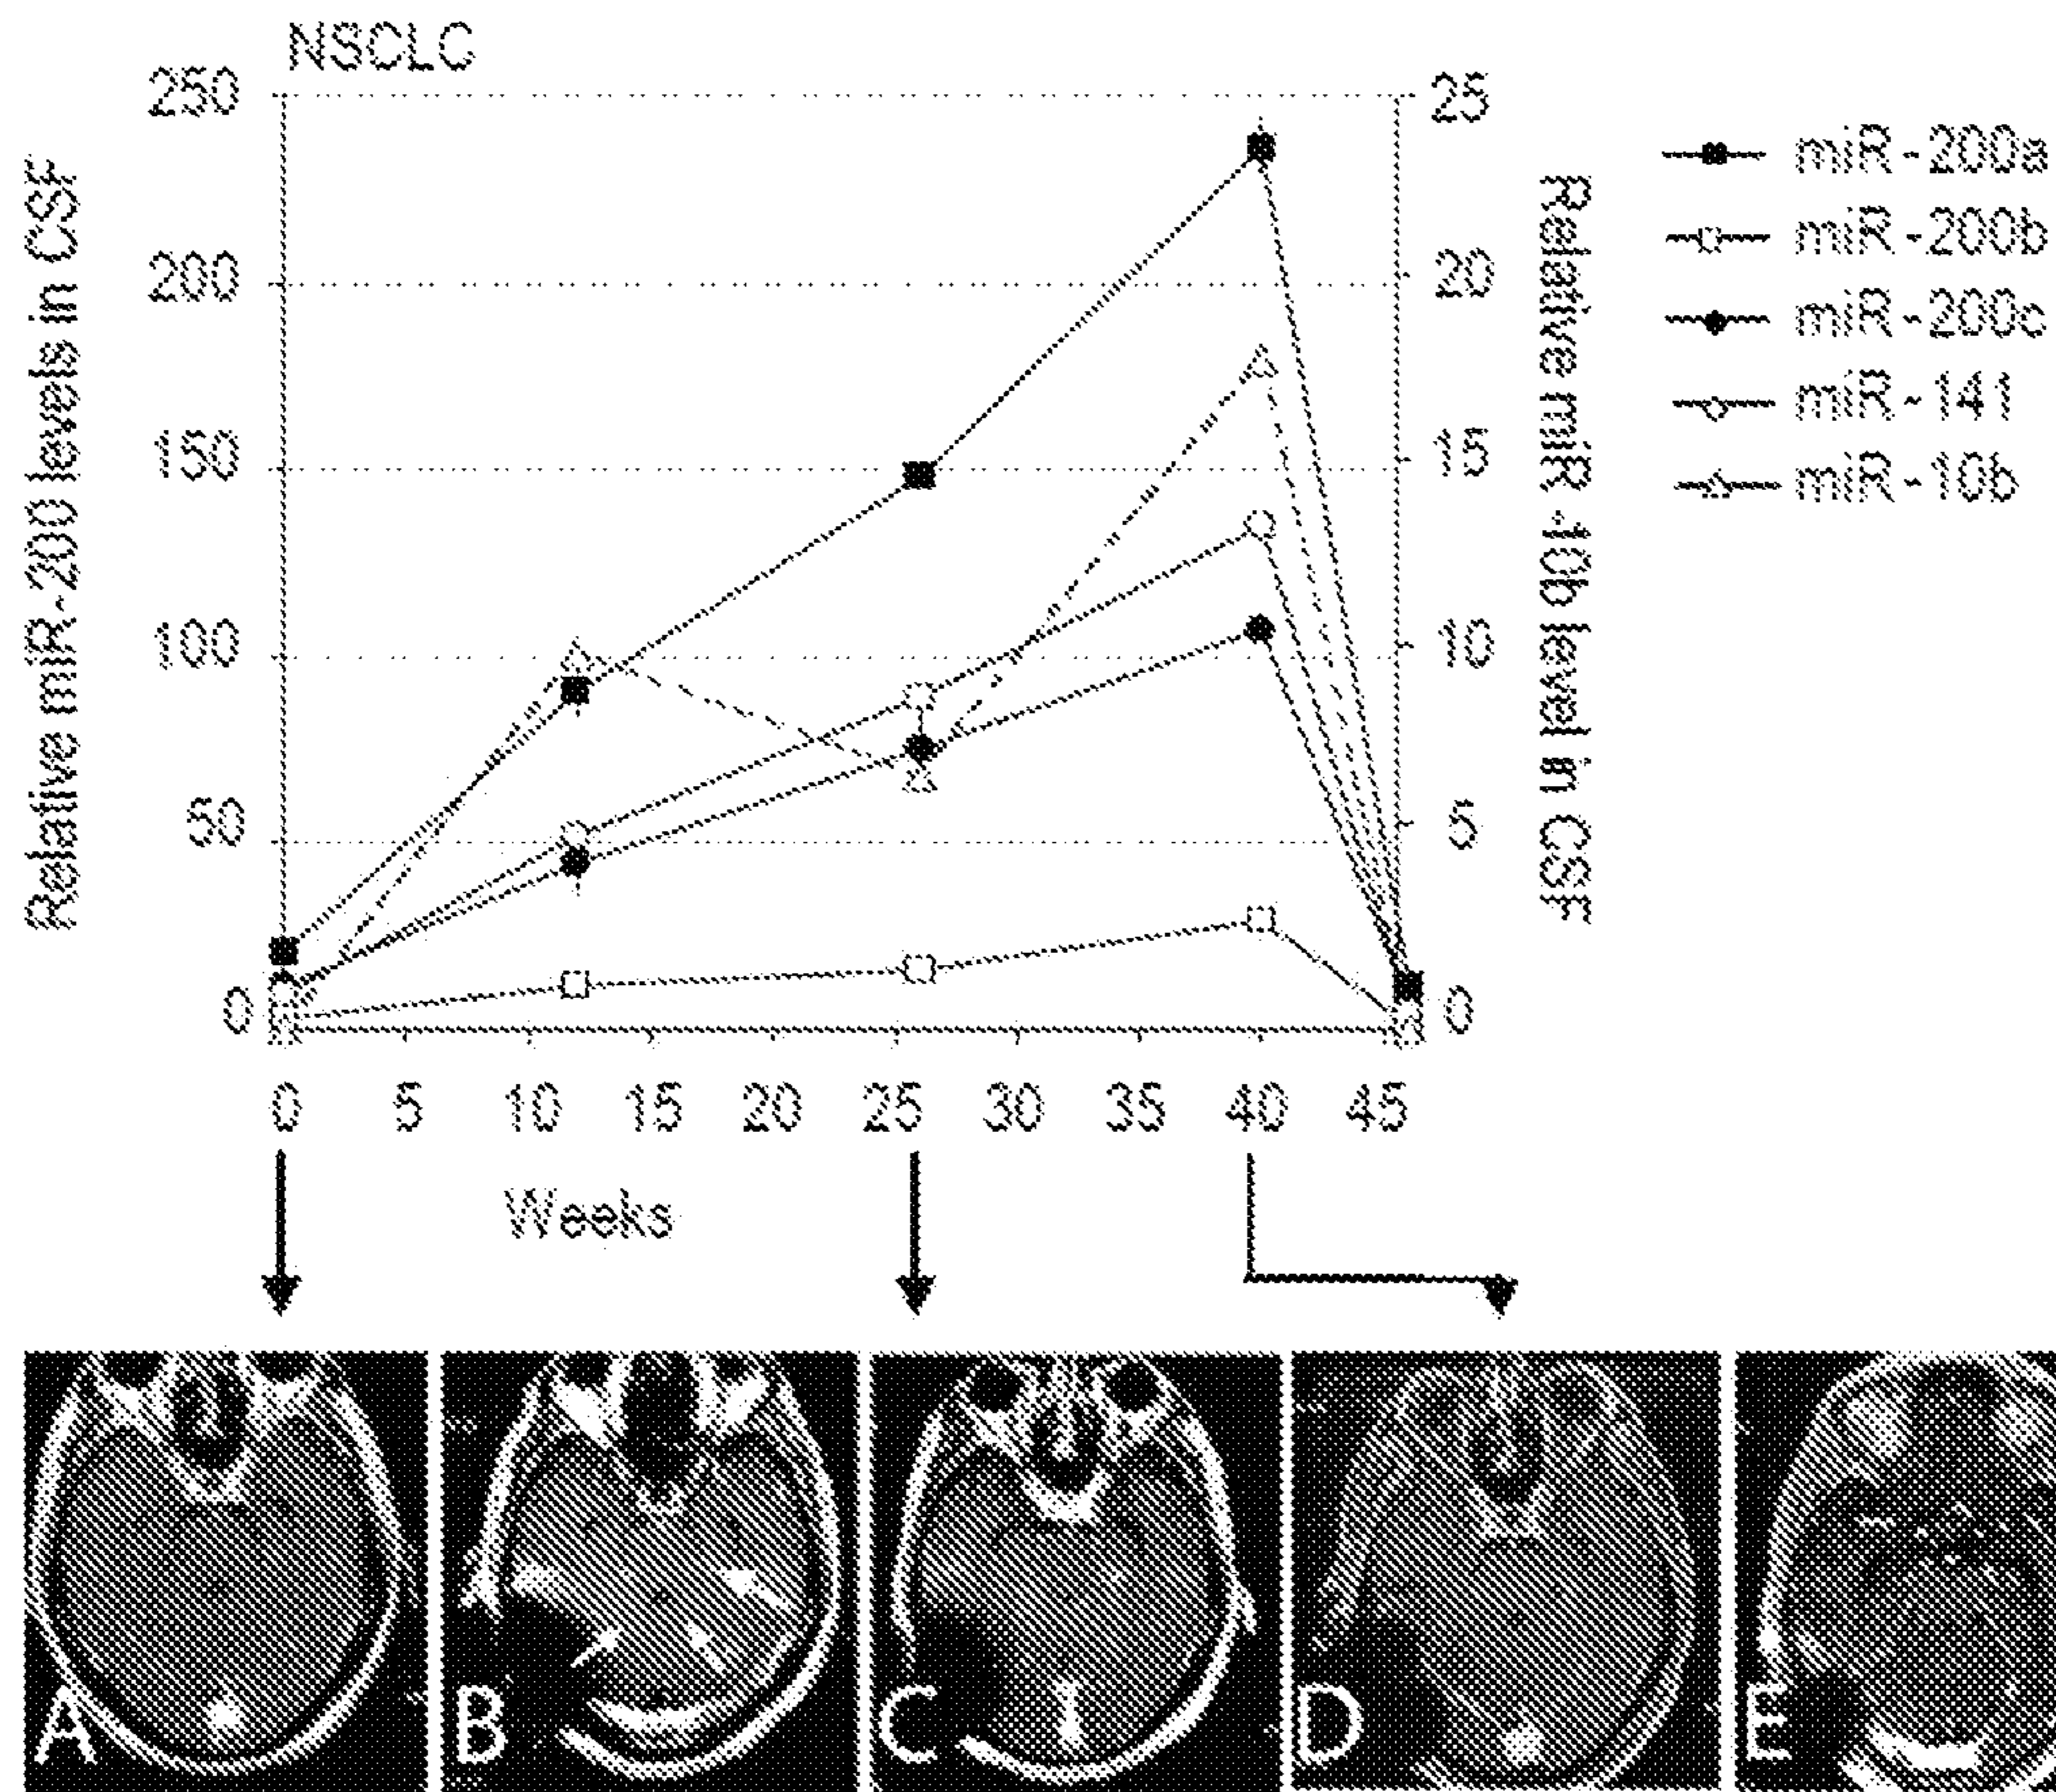 NSCLC
250
200
150
100
50
0
Relative miR-200 levels in CSF
25
20
15
10
5
0
Relative miR-10b level in CSF
miR-200a
miR-200b
miR-200c
miR-141
miR-10b
0 5 10 15 20 25 30 35 40 45
Weeks
A B C D E